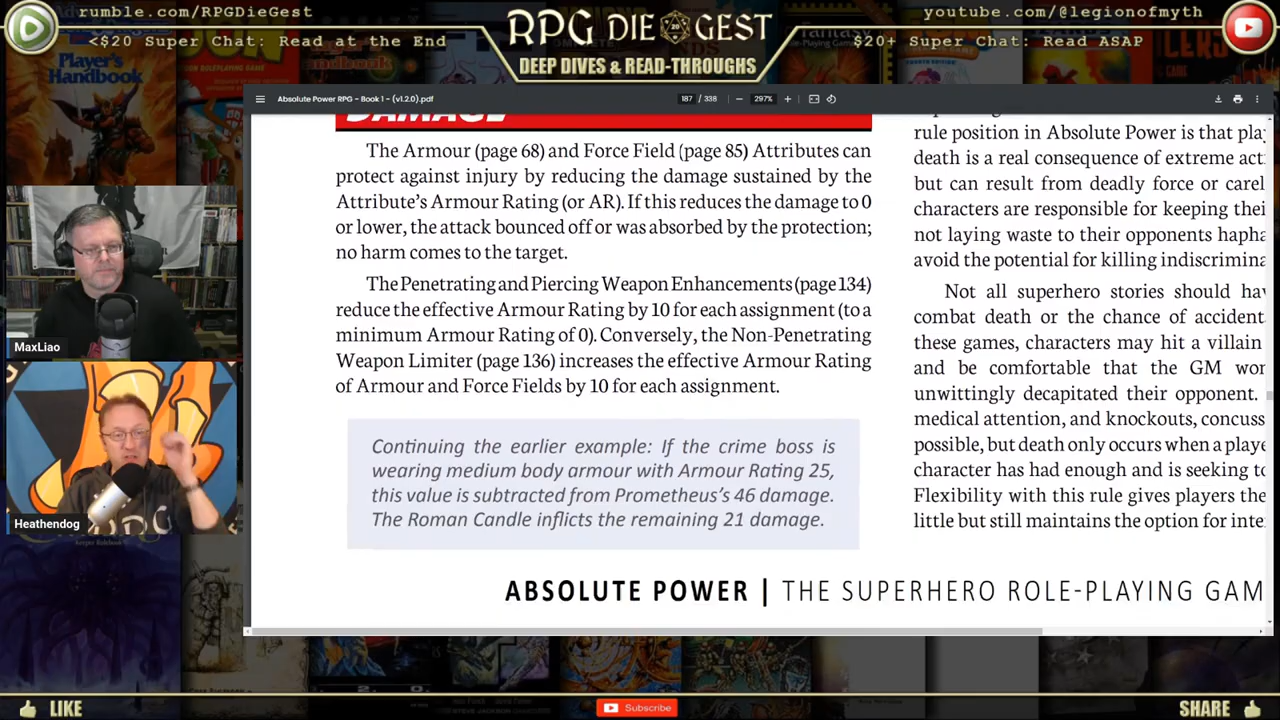 rumble.com/RPGDieGest
<$20 Super Chat: Read at the End
RPG DIE GEST
DEEP DIVES & READ-THROUGHS
youtube.com/@legionofmyth
$20+ Super Chat: Read ASAP
Player's
Handbook
Absolute Power RPG - Book 1 - (v1.2.0).pdf
187 / 338
297%
DAMAGE
The Armour (page 68) and Force Field (page 85) Attributes can
protect against injury by reducing the damage sustained by the
Attribute's Armour Rating (or AR). If this reduces the damage to 0
or lower, the attack bounced off or was absorbed by the protection;
no harm comes to the target.
The Penetrating and Piercing Weapon Enhancements (page 134)
reduce the effective Armour Rating by 10 for each assignment (to a
minimum Armour Rating of 0). Conversely, the Non-Penetrating
Weapon Limiter (page 136) increases the effective Armour Rating
of Armour and Force Fields by 10 for each assignment.
Continuing the earlier example: If the crime boss is
wearing medium body armour with Armour Rating 25,
this value is subtracted from Prometheus's 46 damage.
The Roman Candle inflicts the remaining 21 damage.
rule position in Absolute Power is that pla
death is a real consequence of extreme act
but can result from deadly force or carel
characters are responsible for keeping thei
not laying waste to their opponents hapha
avoid the potential for killing indiscrimina
Not all superhero stories should hav
combat death or the chance of accident
these games, characters may hit a villain
and be comfortable that the GM wor
unwittingly decapitated their opponent.
medical attention, and knockouts, concuss
possible, but death only occurs when a playe
character has had enough and is seeking to
Flexibility with this rule gives players the
little but still maintains the option for inte
ABSOLUTE POWER | THE SUPERHERO ROLE-PLAYING GAM
MaxLiao
Heathendog
LIKE
Subscribe
SHARE